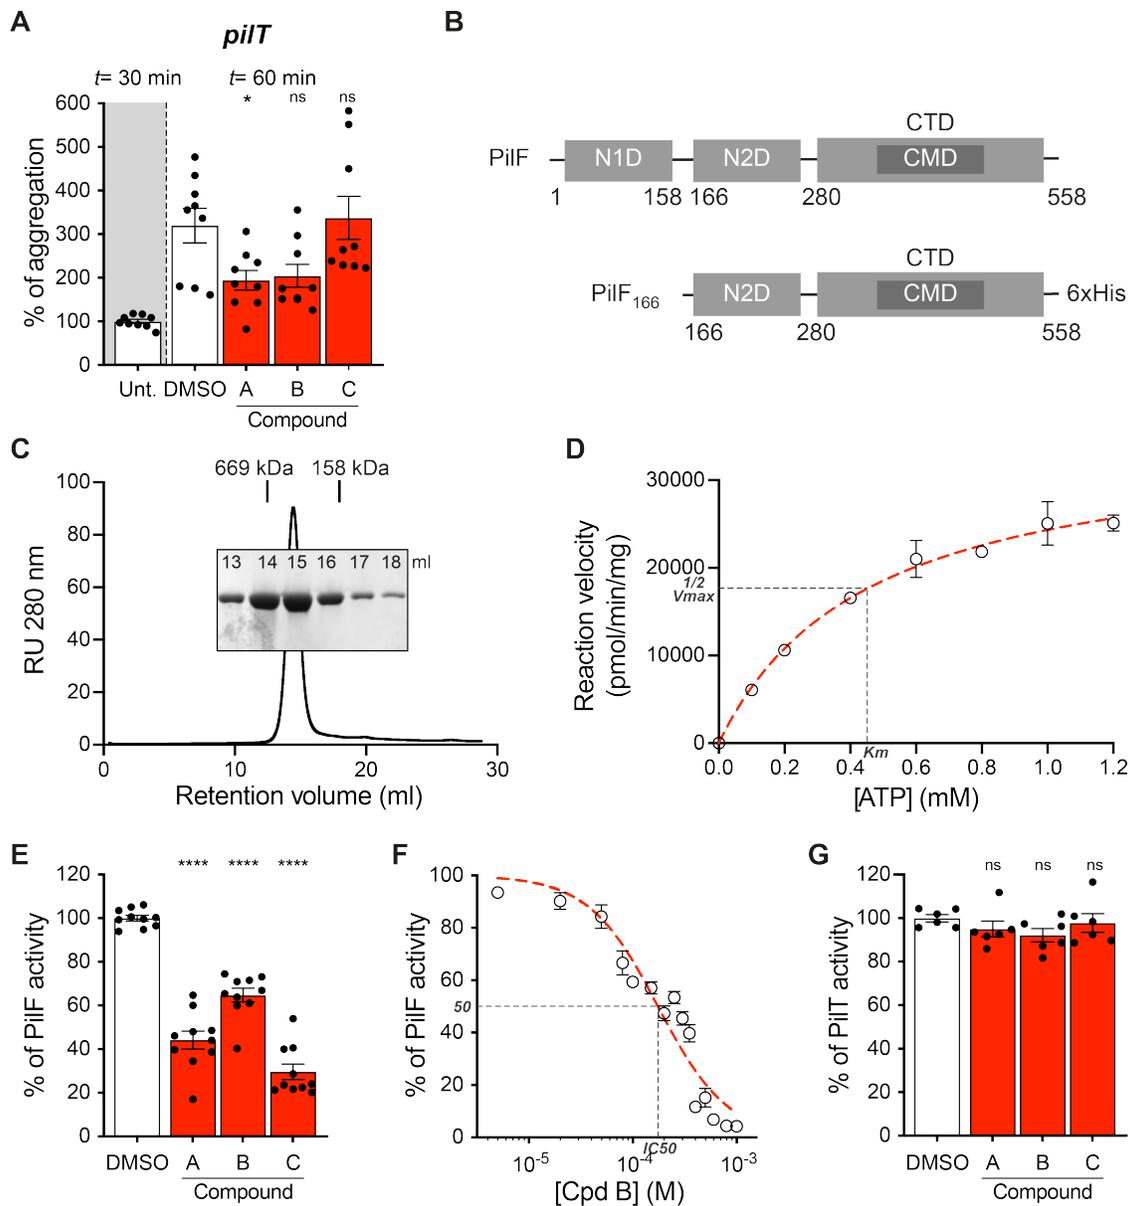 A
pilT
t= 30 min
t= 60 min
* ns ns
% of aggregation
600
500
400
300
200
100
0
Unt. DMSO A B C
Compound
B
CTD
PilF N1D N2D CMD
1 158 166 280 558
CTD
PilF166 N2D CMD 6xHis
166 280 558
C
669 kDa 158 kDa
RU 280 nm
100
80
60
40
20
0
13 14 15 16 17 18 ml
0 10 20 30
Retention volume (ml)
D
Reaction velocity
(pmol/min/mg)
30000
20000
1/2
Vmax
10000
0
Km
0.0 0.2 0.4 0.6 0.8 1.0 1.2
[ATP] (mM)
E
**** **** ****
% of PilF activity
120
100
80
60
40
20
0
DMSO A B C
Compound
F
% of PilF activity
100
80
60
50
40
20
0
IC50
10-5 10-4 10-3
[Cpd B] (M)
G
ns ns ns
% of PilT activity
120
100
80
60
40
20
0
DMSO A B C
Compound